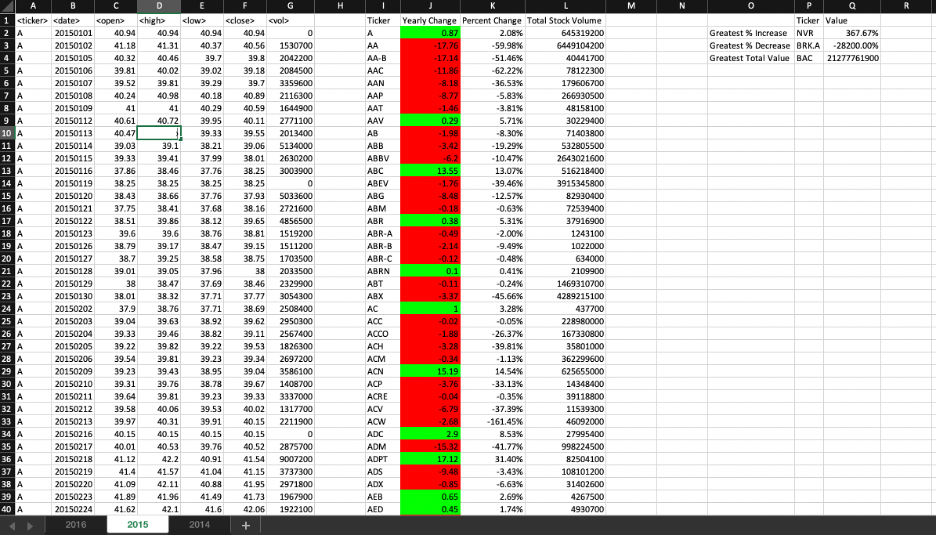 A B C D E F G H I J K L M N O P Q R
1 <ticker> <date> <open> <high> <low> <close> <vol> Ticker Yearly Change Percent Change Total Stock Volume Ticker Value
2 A 20150101 40.94 40.94 40.94 40.94 0 A 0.87 2.08% 645319200 Greatest % Increase NVR 367.67%
3 A 20150102 41.18 41.31 40.37 40.56 1530700 AA -17.76 -59.98% 6449104200 Greatest % Decrease BRK.A -28200.00%
4 A 20150105 40.32 40.46 39.7 39.8 2042200 AA-B -17.14 -51.46% 40441700 Greatest Total Value BAC 21277761900
5 A 20150106 39.81 40.02 39.02 39.18 2084500 AAC -11.86 -62.22% 78122300
6 A 20150107 39.52 39.81 39.29 39.7 3359600 AAN -8.18 -36.53% 179606700
7 A 20150108 40.24 40.98 40.18 40.89 2116300 AAP -8.77 -5.83% 266930500
8 A 20150109 41 41 40.29 40.59 1644900 AAT -1.46 -3.81% 48158100
9 A 20150112 40.61 40.72 39.95 40.11 2771100 AAV 0.29 5.71% 30229400
10 A 20150113 40.47 39.33 39.55 2013400 AB -1.98 -8.30% 71403800
11 A 20150114 39.03 39.1 38.21 39.06 5134000 ABB -3.42 -19.29% 532805500
12 A 20150115 39.33 39.41 37.99 38.01 2630200 ABBV -6.2 -10.47% 2643021600
13 A 20150116 37.86 38.46 37.76 38.25 3003900 ABC 13.55 13.07% 516218400
14 A 20150119 38.25 38.25 38.25 38.25 0 ABEV -1.76 -39.46% 3915345800
15 A 20150120 38.43 38.66 37.76 37.93 5033600 ABG -8.48 -12.57% 82930400
16 A 20150121 37.75 38.41 37.68 38.16 2721600 ABM -0.18 -0.63% 72539400
17 A 20150122 38.51 39.86 38.12 39.65 4856500 ABR 0.38 5.31% 37916900
18 A 20150123 39.6 39.6 38.76 38.81 1519200 ABR-A -0.49 -2.00% 1243100
19 A 20150126 38.79 39.17 38.47 39.15 1511200 ABR-B -2.14 -9.49% 1022000
20 A 20150127 38.7 39.25 38.58 38.75 1703500 ABR-C -0.12 -0.48% 634000
21 A 20150128 39.01 39.05 37.96 38 2033500 ABRN 0.1 0.41% 2109900
22 A 20150129 38 38.47 37.69 38.46 2329900 ABT -0.11 -0.24% 1469310700
23 A 20150130 38.01 38.32 37.71 37.77 3054300 ABX -3.37 -45.66% 4289215100
24 A 20150202 37.9 38.76 37.71 38.69 2508400 AC 1 3.28% 437700
25 A 20150203 39.04 39.63 38.92 39.62 2950300 ACC -0.02 -0.05% 228980000
26 A 20150204 39.33 39.46 38.82 39.11 2567400 ACCO -1.88 -26.37% 167330800
27 A 20150205 39.22 39.82 39.22 39.53 1826300 ACH -3.28 -39.81% 35801000
28 A 20150206 39.54 39.81 39.23 39.34 2697200 ACM -0.34 -1.13% 362299600
29 A 20150209 39.23 39.43 38.95 39.04 3586100 ACN 15.19 14.54% 625655000
30 A 20150210 39.31 39.76 38.78 39.67 1408700 ACP -3.76 -33.13% 14348400
31 A 20150211 39.64 39.81 39.23 39.33 3337000 ACRE -0.04 -0.35% 39118800
32 A 20150212 39.58 40.06 39.53 40.02 1317700 ACV -6.79 -37.39% 11539300
33 A 20150213 39.97 40.31 39.91 40.15 2211900 ACW -2.68 -161.45% 46092000
34 A 20150216 40.15 40.15 40.15 40.15 0 ADC 2.9 8.53% 27995400
35 A 20150217 40.01 40.53 39.76 40.52 2875700 ADM -15.32 -41.77% 998224500
36 A 20150218 41.12 42.2 40.91 41.54 9007200 ADPT 17.12 31.40% 82504100
37 A 20150219 41.4 41.57 41.04 41.15 3737300 ADS -9.48 -3.43% 108101200
38 A 20150220 41.09 42.11 40.88 41.95 2971800 ADX -0.85 -6.63% 31402600
39 A 20150223 41.89 41.96 41.49 41.73 1967900 AEB 0.65 2.69% 4267500
40 A 20150224 41.62 42.1 41.6 42.06 1922100 AED 0.45 1.74% 4930700
2016 2015 2014 +